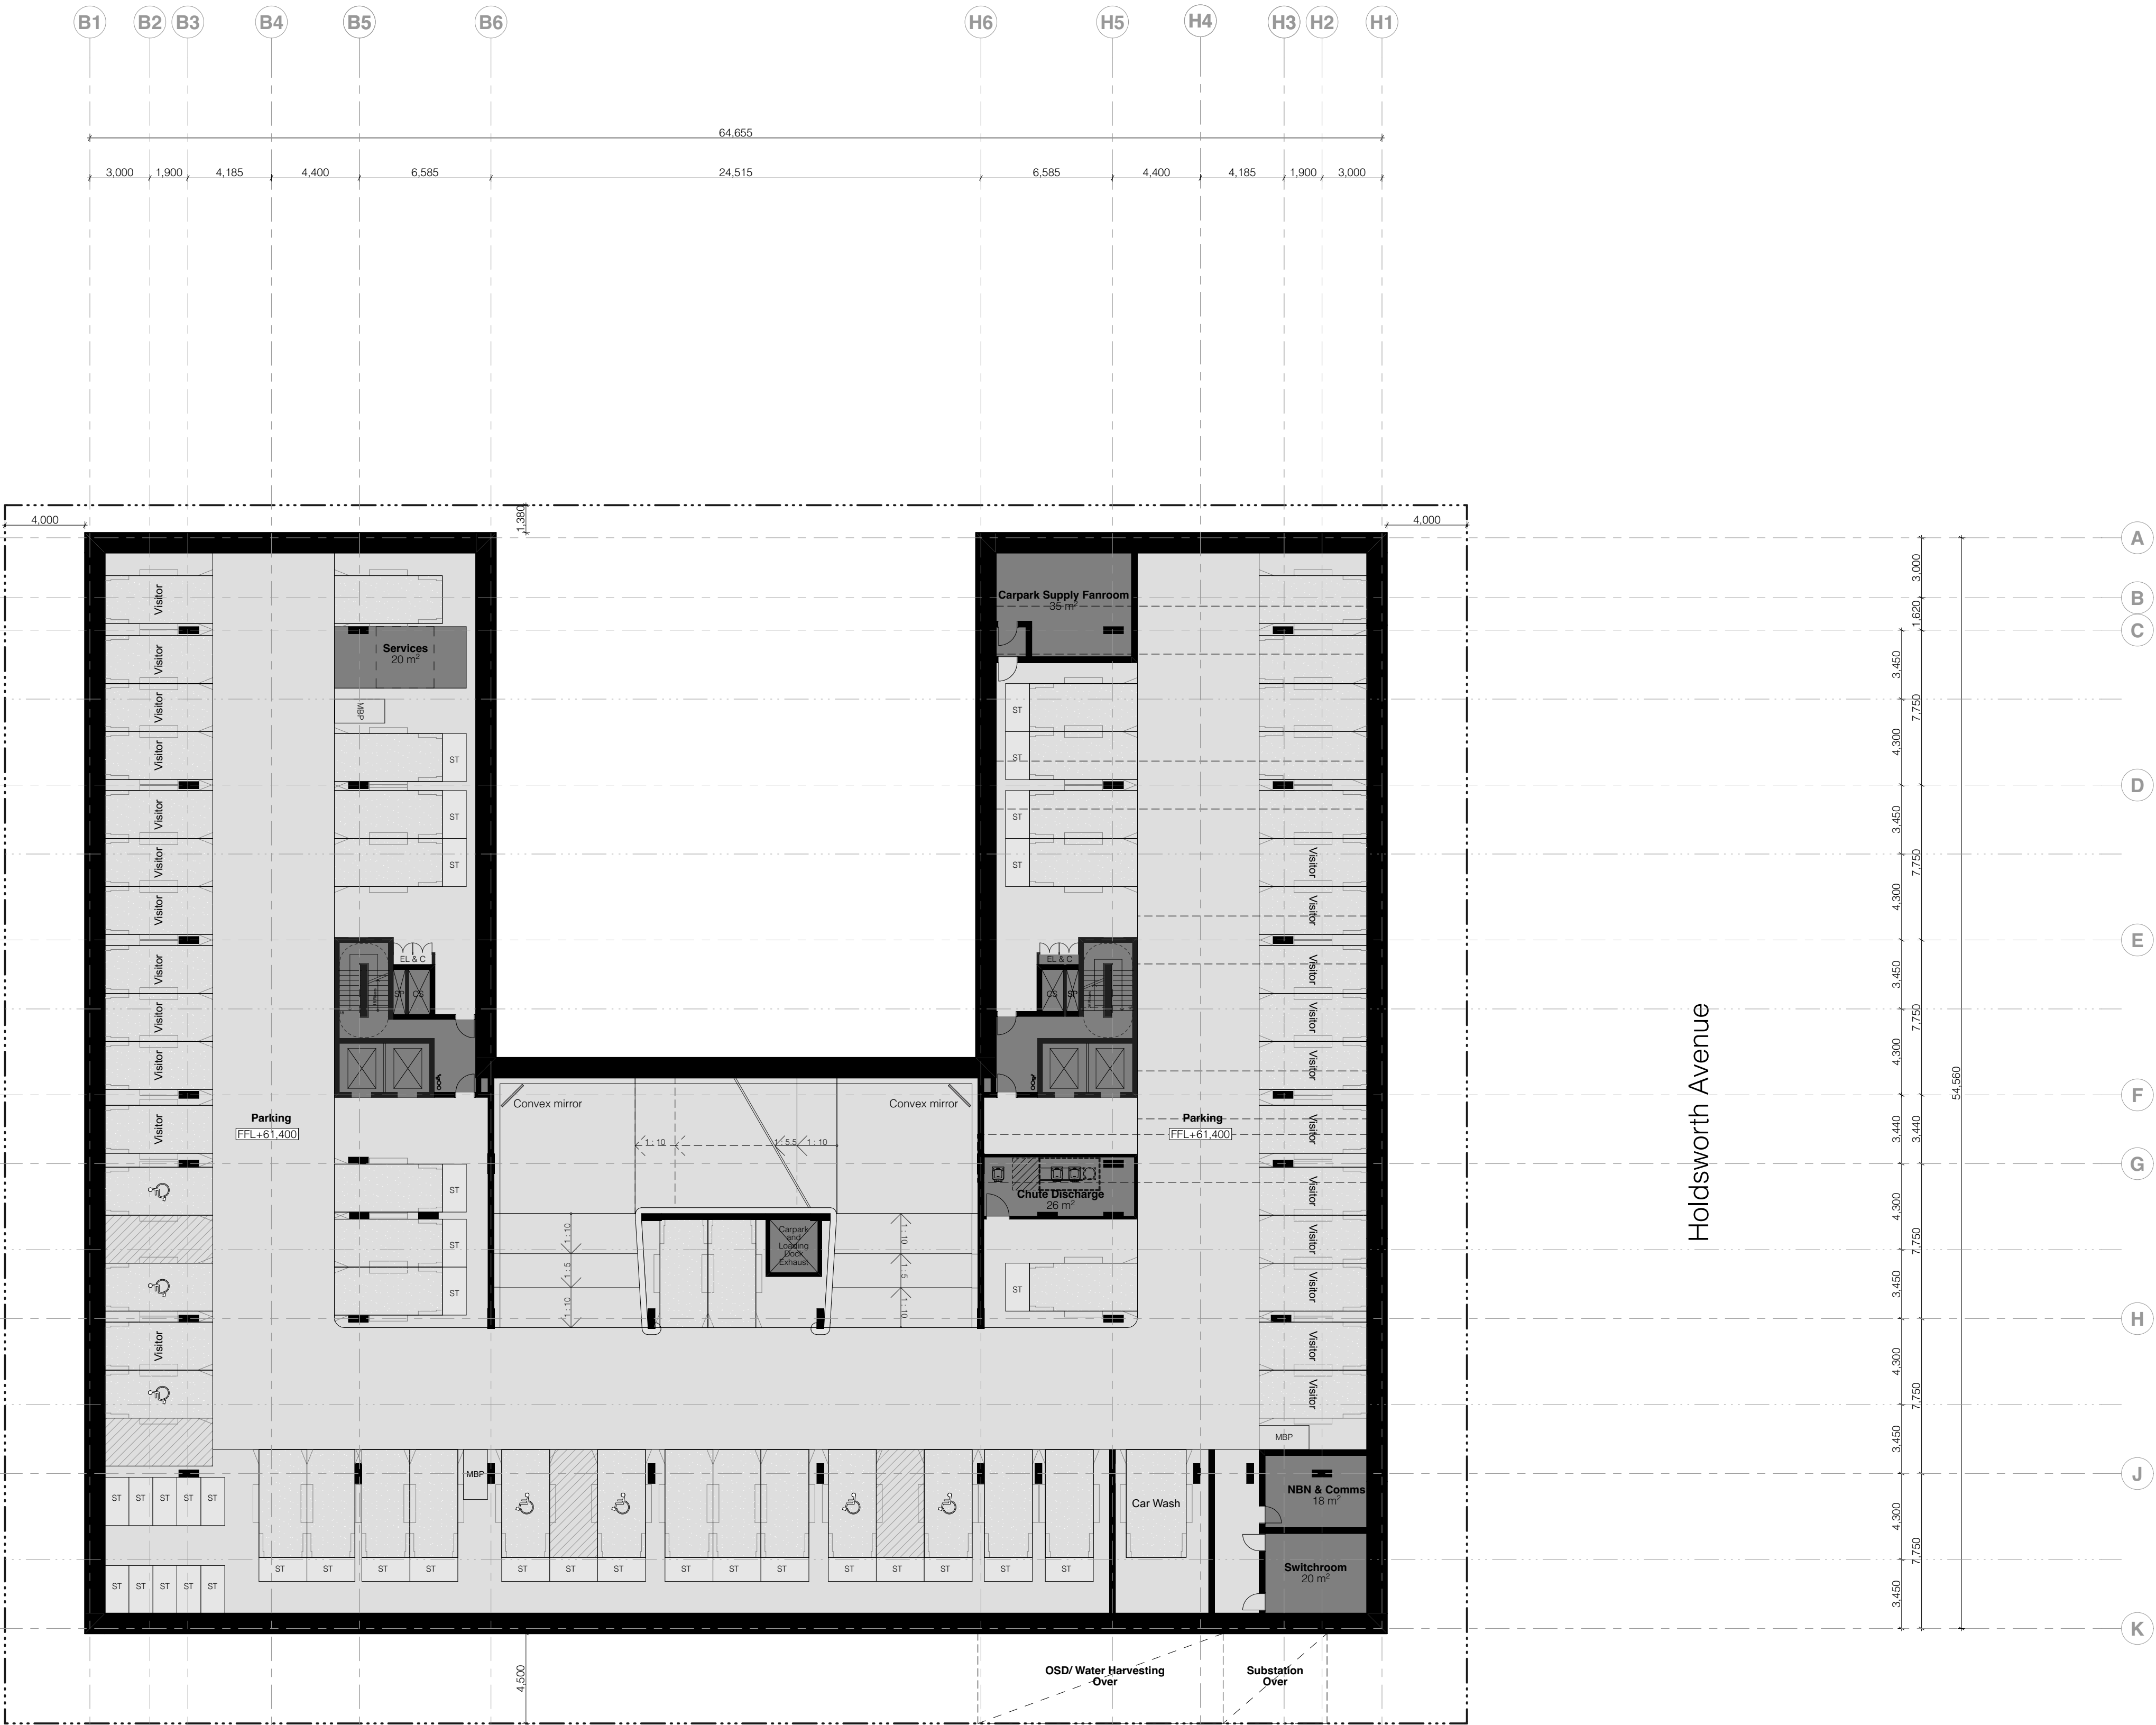 B1 B2 B3 B4 B5 B6 H6 H5 H4 H3 H2 H1
64,655
3,000 1,900 4,185 4,400 6,585 24,515 6,585 4,400 4,185 1,900 3,000
4,000
1,380
4,000
A
3,000
B
1,620
C
Visitor
Carpark Supply Fanroom
35 m²
Services
20 m²
Visitor
3,450
MBP
Visitor
ST
7,750
Visitor
ST
ST
4,300
D
Visitor
ST
ST
3,450
Visitor
ST
ST
Visitor
7,750
Visitor
Visitor
4,300
E
EL & C
EL & C
Visitor
SP CS
CS SP
Visitor
3,450
Visitor
Visitor
7,750
Visitor
Visitor
4,300
Holdsworth Avenue
54,560
F
Convex mirror
Convex mirror
Parking
FFL+61,400
Visitor
1 : 10
1 : 5.5
1 : 10
Parking
FFL+61,400
Visitor
3,440
3,440
G
ST
Chute Discharge
26 m²
Visitor
4,300
ST
1 : 10
1 : 5
1 : 10
Carpark
and
Loading
Dock
Exhaust
1 : 10
1 : 5
1 : 10
Visitor
7,750
ST
ST
Visitor
3,450
H
Visitor
Visitor
4,300
Visitor
7,750
MBP
3,450
MBP
J
ST ST ST ST ST
Car Wash
NBN & Comms
18 m²
4,300
ST ST ST ST ST ST ST ST ST ST ST ST ST ST ST
7,750
Switchroom
20 m²
ST ST ST ST ST
3,450
K
4,500
OSD/ Water Harvesting
Over
Substation
Over